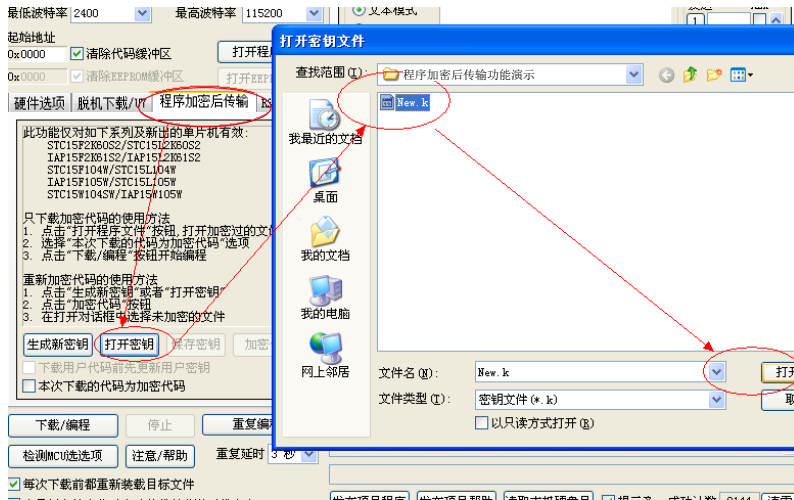 最低波特率 2400 最高波特率 115200
文本模式
起始地址
0x0000 清除代码缓冲区 打开程
0x0000 清除EEPROM缓冲区 打开EEP
硬件选项 脱机下载/U7 程序加密后传输
此功能仅对如下系列及新出的单片机有效:
STC15F2K60S2/STC15L2K60S2
IAP15F2K61S2/IAP15L2K61S2
STC15F104W/STC15L104W
IAP15F105W/STC15L105W
STC15W104SW/IAP15W105W
只下载加密代码的使用方法
1. 点击"打开程序文件"按钮,打开加密过的文
2. 选择"本次下载的代码为加密代码"选项
3. 点击"下载/编程"按钮开始编程
重新加密代码的使用方法
1. 点击"生成新密钥"或者"打开密钥"
2. 点击"加密代码"按钮
3. 在打开对话框中选择未加密的文件
生成新密钥 打开密钥 保存密钥 加密
下载用户代码前先更新用户密钥
本次下载的代码为加密代码
下载/编程 停止 重复编
检测MCU选选项 注意/帮助 重复延时 3 秒
每次下载前都重新装载目标文件
打开密钥文件
查找范围(I): 程序加密后传输功能演示
New.k
我最近的文档
桌面
我的文档
我的电脑
网上邻居
文件名(N): New.k 打开
文件类型(T): 密钥文件(*.k) 取
以只读方式打开(R)